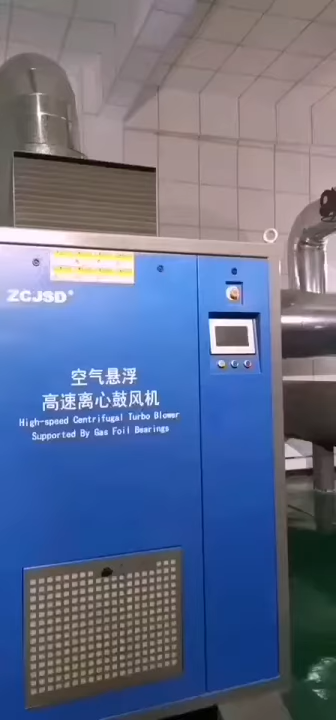 ZCJSD®
空气悬浮
高速离心鼓风机
High-speed Centrifugal Turbo Blower
Supported By Gas Foil Bearings